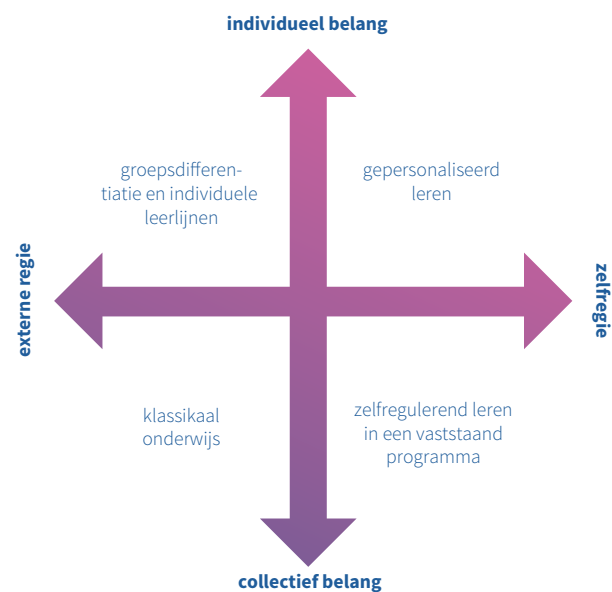 individueel belang
groepsdifferen-
tiatie en individuele
leerlijnen
gepersonaliseerd
leren
externe regie
zelfregie
klassikaal
onderwijs
zelfregulerend leren
in een vaststaand
programma
collectief belang